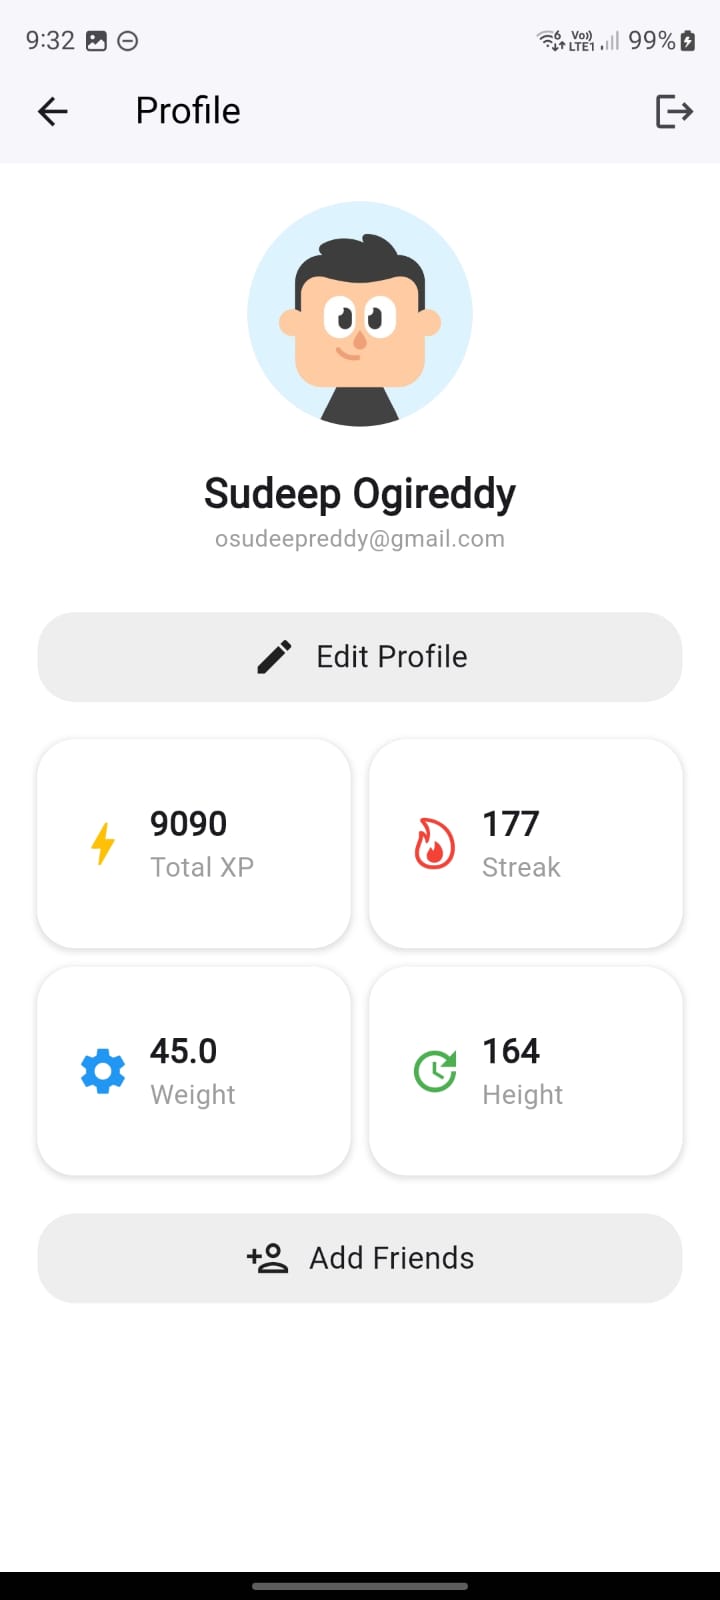 9:32 6 Vo)) LTE1 99%
Profile
Sudeep Ogireddy
osudeepreddy@gmail.com
Edit Profile
9090
Total XP
177
Streak
45.0
Weight
164
Height
Add Friends